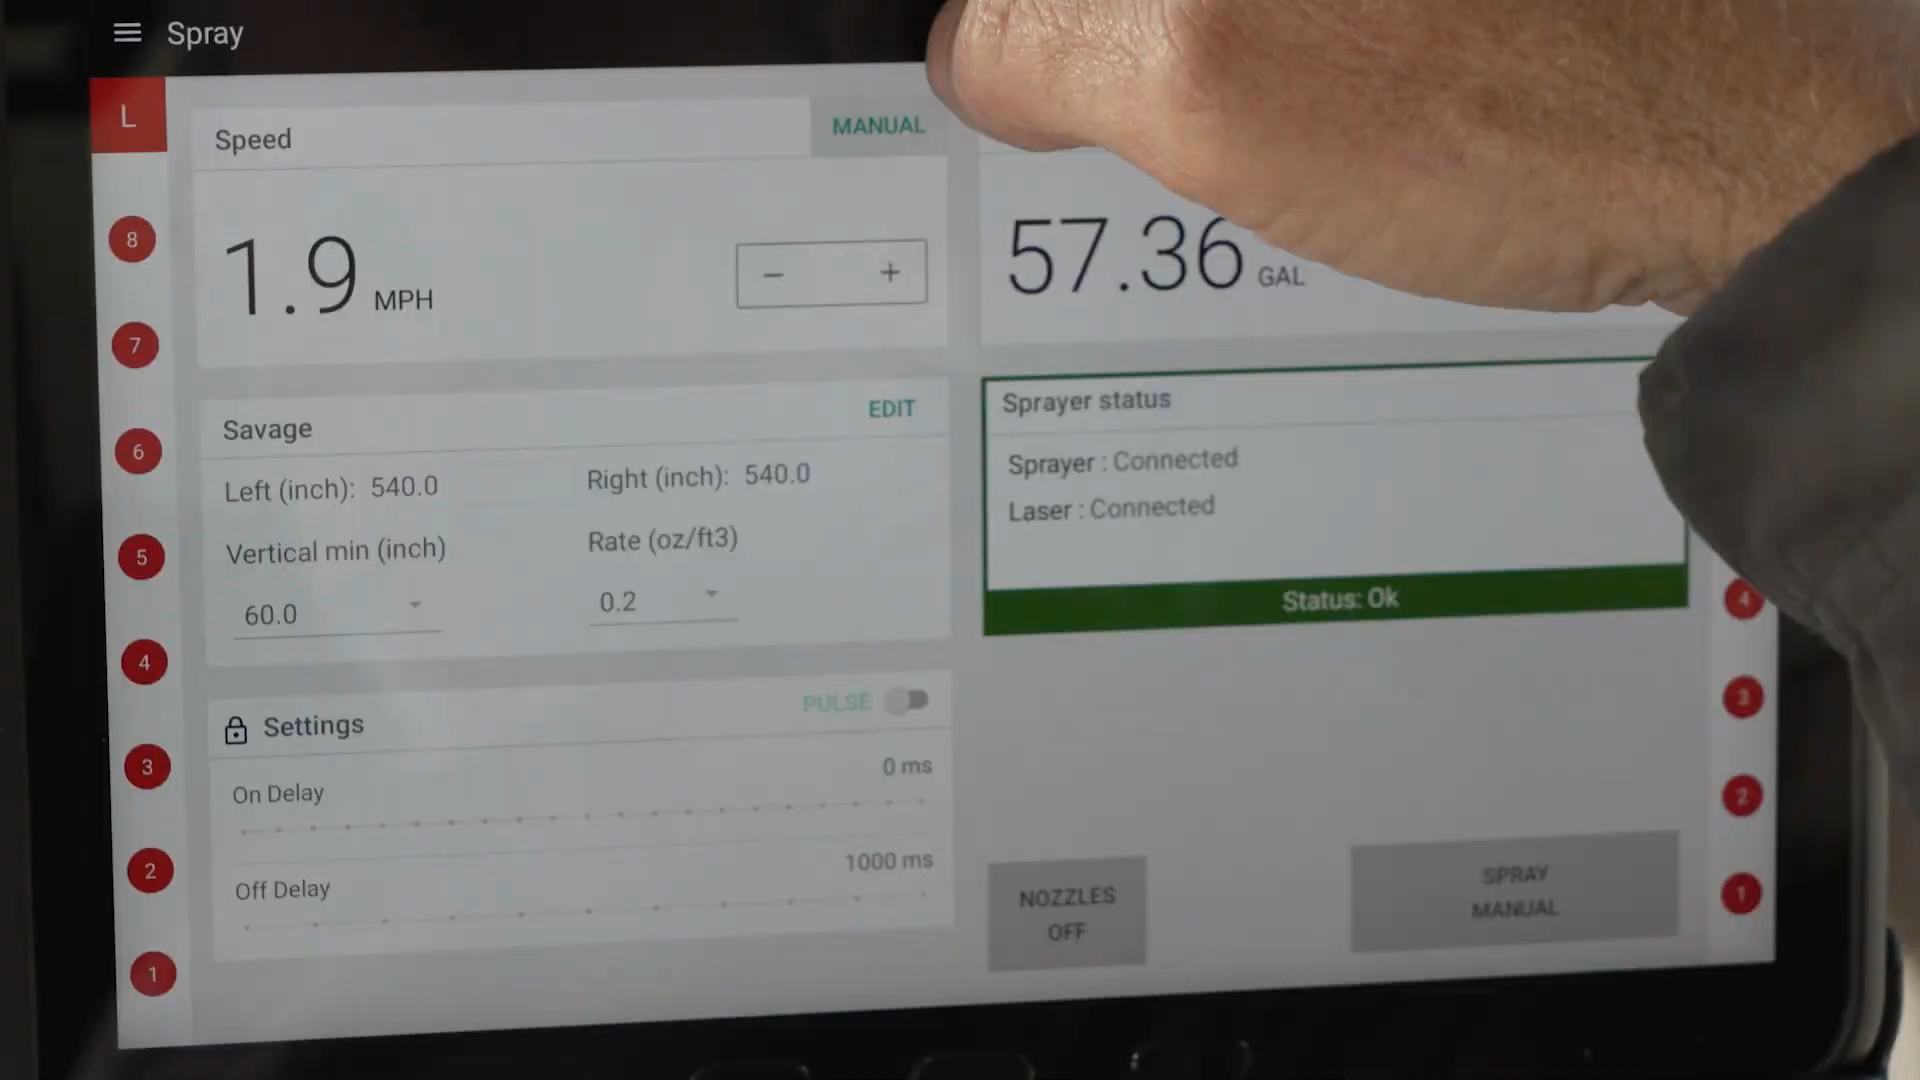 Spray
L
8
7
6
5
4
3
2
1
Speed
MANUAL
1.9 MPH
− +
57.36 GAL
Savage
EDIT
Left (inch): 540.0
Right (inch): 540.0
Vertical min (inch)
Rate (oz/ft3)
60.0
0.2
Sprayer status
Sprayer : Connected
Laser : Connected
Status: Ok
Settings
PULSE
On Delay
0 ms
Off Delay
1000 ms
NOZZLES
OFF
SPRAY
MANUAL
4
3
2
1